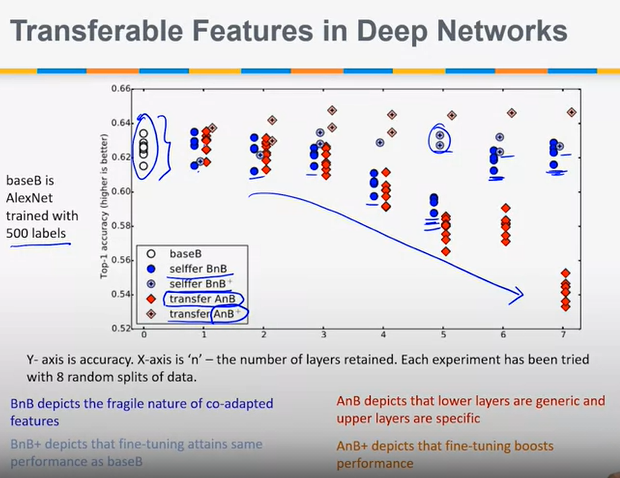 Transferable Features in Deep Networks
0.66
0.64
0.62
0.60
0.58
0.56
0.54
0.52
Top-1 accuracy (higher is better)
baseB is
AlexNet
trained with
500 labels
baseB
selffer BnB
selffer BnB⁺
transfer AnB
transfer AnB⁺
0 1 2 3 4 5 6 7
Y- axis is accuracy. X-axis is 'n' – the number of layers retained. Each experiment has been tried
with 8 random splits of data.
BnB depicts the fragile nature of co-adapted
features
BnB+ depicts that fine-tuning attains same
performance as baseB
AnB depicts that lower layers are generic and
upper layers are specific
AnB+ depicts that fine-tuning boosts
performance